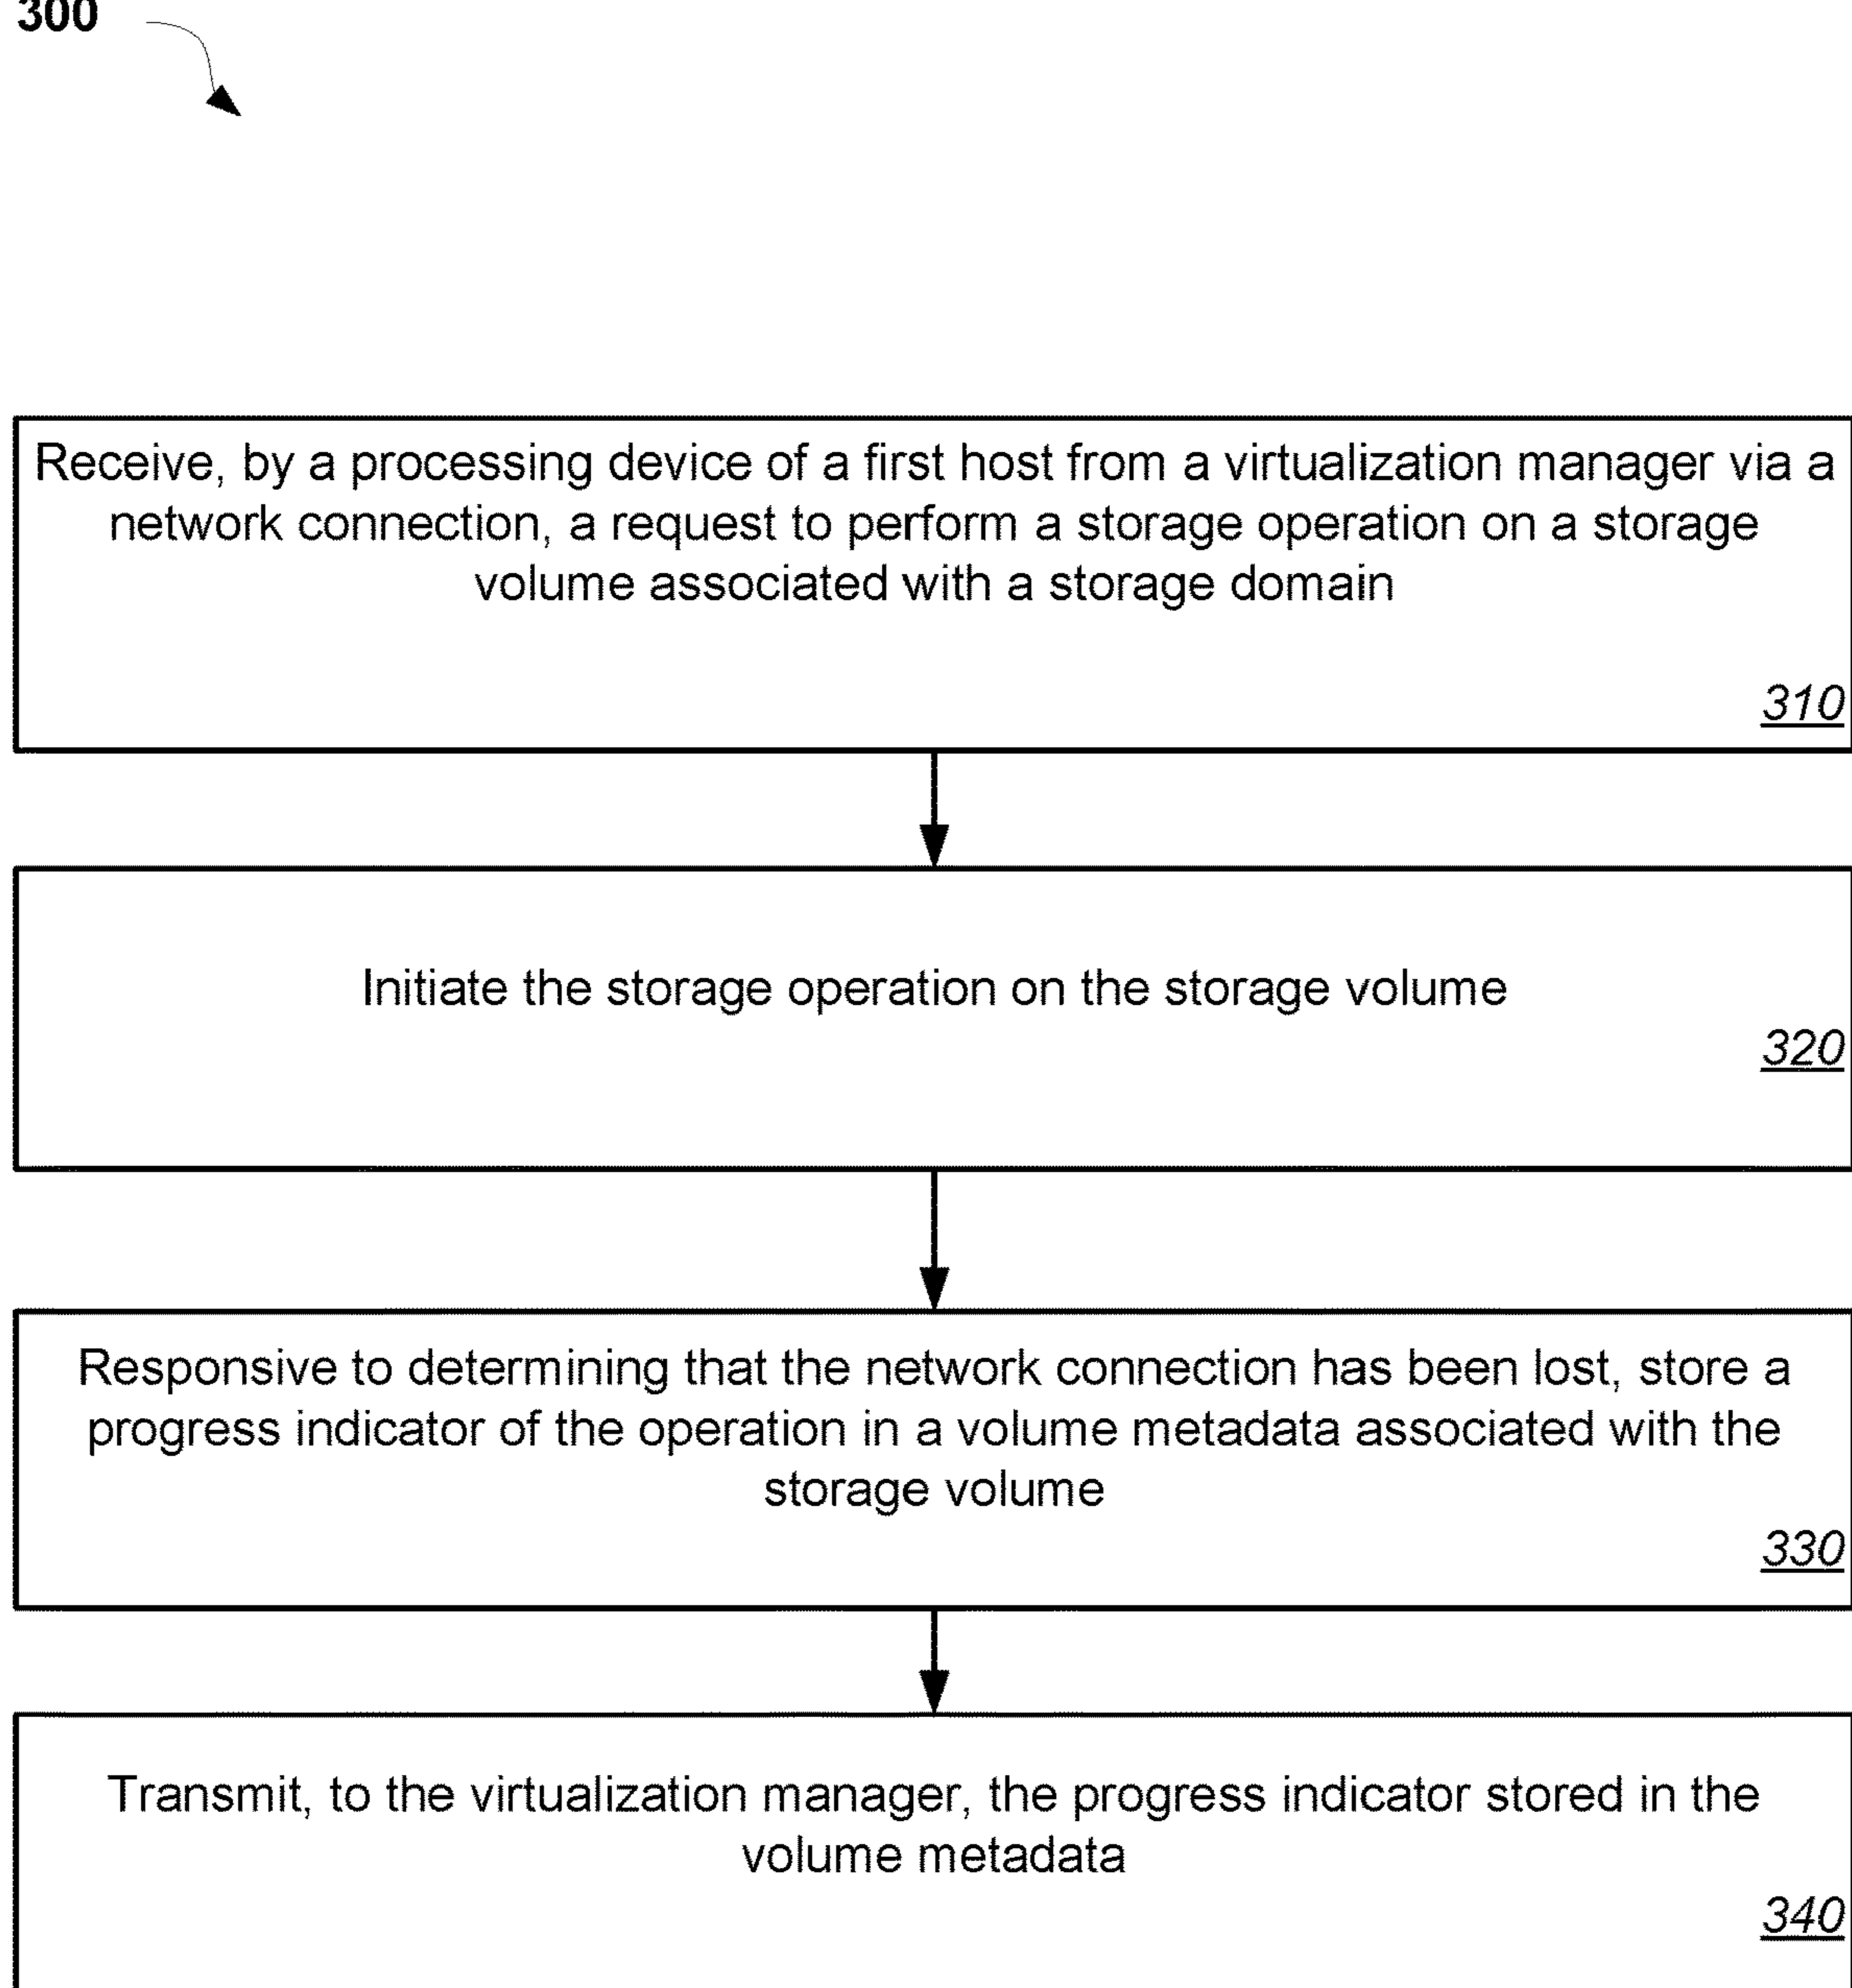 300
Receive, by a processing device of a first host from a virtualization manager via a
network connection, a request to perform a storage operation on a storage
volume associated with a storage domain
310
Initiate the storage operation on the storage volume
320
Responsive to determining that the network connection has been lost, store a
progress indicator of the operation in a volume metadata associated with the
storage volume
330
Transmit, to the virtualization manager, the progress indicator stored in the
volume metadata
340